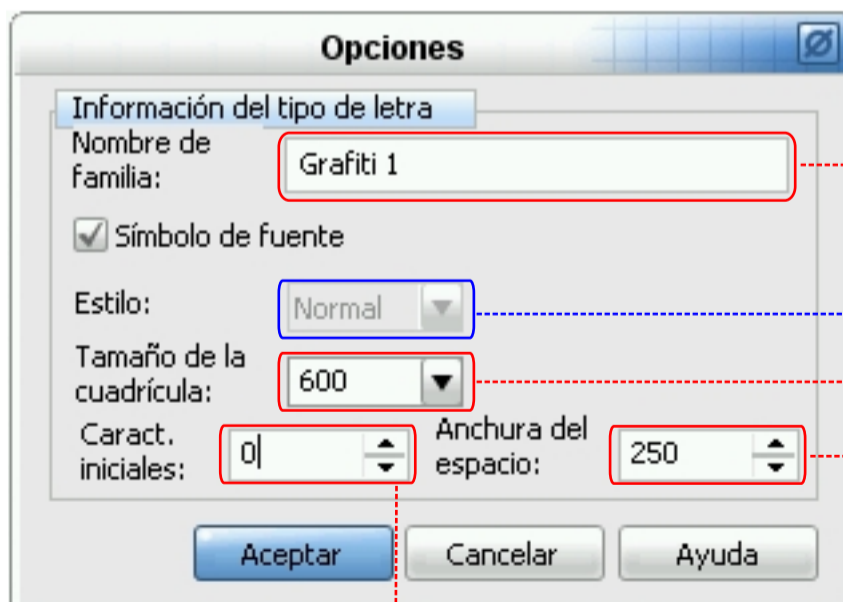 Opciones
Información del tipo de letra
Nombre de
familia:
Grafiti 1
Símbolo de fuente
Estilo:
Normal
Tamaño de la
cuadrícula:
600
Caract.
iniciales:
0
Anchura del
espacio:
250
Aceptar
Cancelar
Ayuda